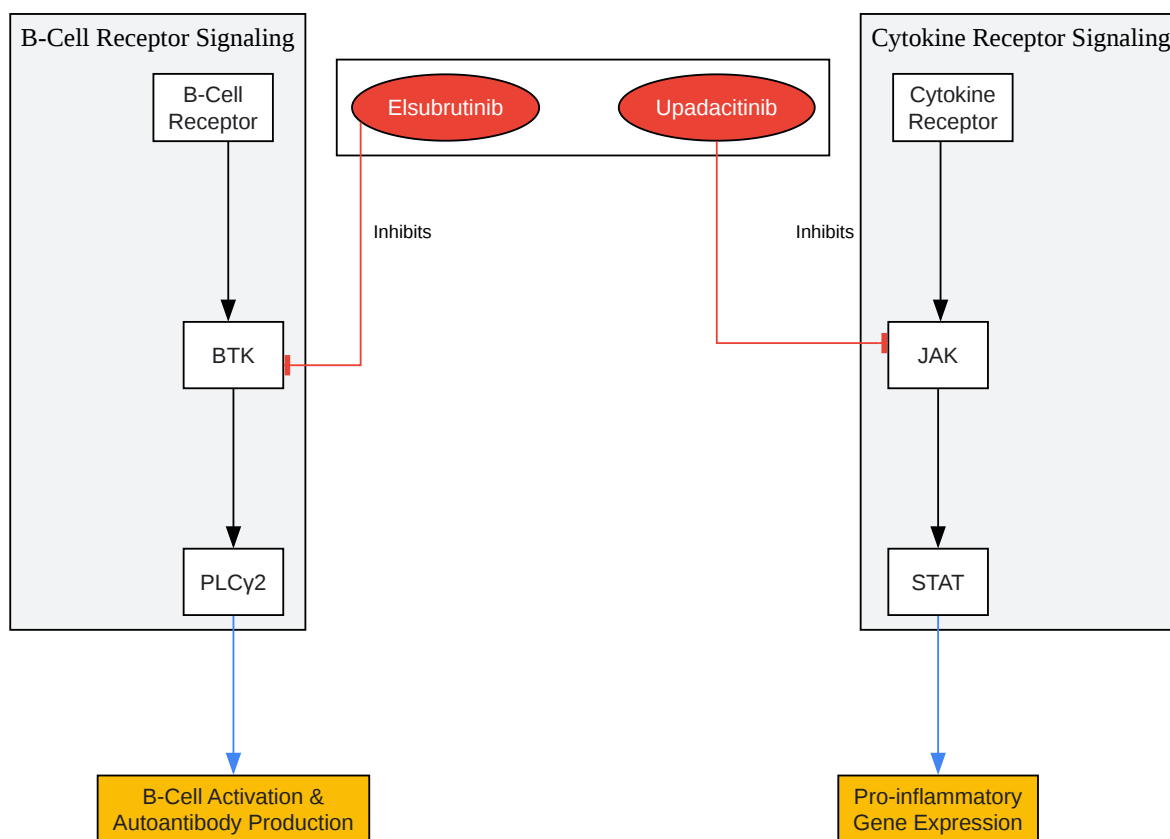 B-Cell Receptor Signaling
Cytokine Receptor Signaling
B-Cell
Receptor
Elsubrutinib
Upadacitinib
Cytokine
Receptor
Inhibits
Inhibits
BTK
JAK
PLCγ2
STAT
B-Cell Activation &
Autoantibody Production
Pro-inflammatory
Gene Expression